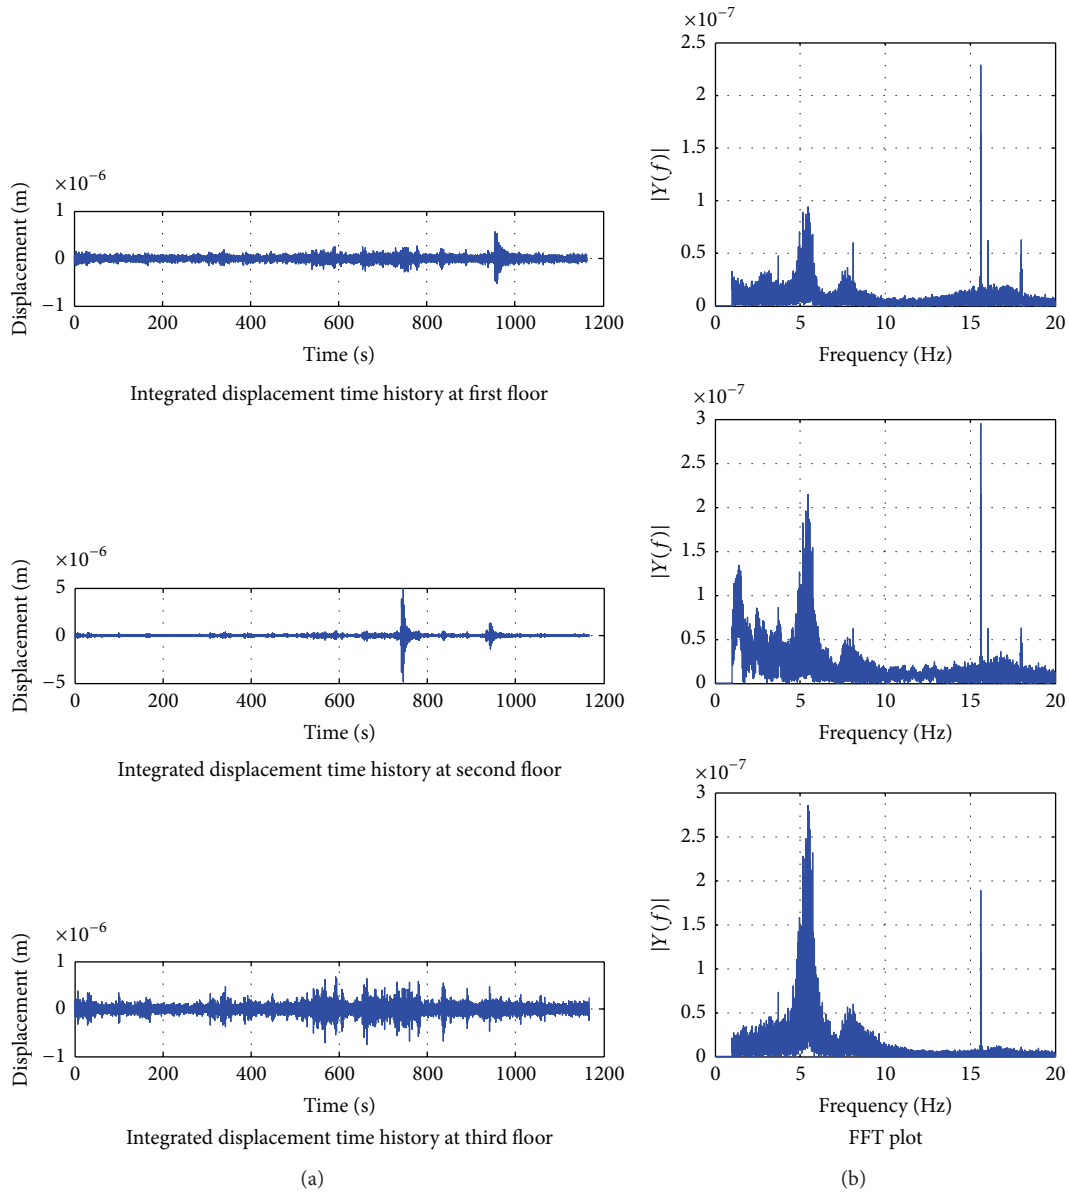 ×10⁻⁶
Displacement (m)
1
0
−1
0 200 400 600 800 1000 1200
Time (s)
Integrated displacement time history at first floor
×10⁻⁷
|Y(f)|
2.5
2
1.5
1
0.5
0
0 5 10 15 20
Frequency (Hz)
×10⁻⁶
Displacement (m)
5
0
−5
0 200 400 600 800 1000 1200
Time (s)
Integrated displacement time history at second floor
×10⁻⁷
|Y(f)|
3
2.5
2
1.5
1
0.5
0
0 5 10 15 20
Frequency (Hz)
×10⁻⁶
Displacement (m)
1
0
−1
0 200 400 600 800 1000 1200
Time (s)
Integrated displacement time history at third floor
(a)
×10⁻⁷
|Y(f)|
3
2.5
2
1.5
1
0.5
0
0 5 10 15 20
Frequency (Hz)
FFT plot
(b)